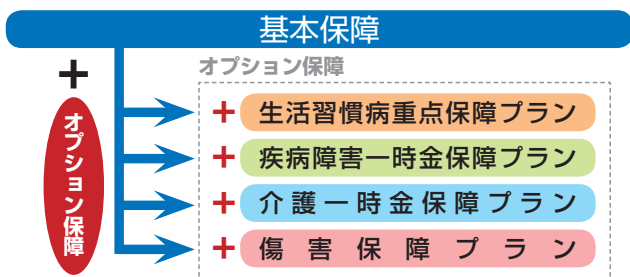 基本保障
+
オプション保障
オプション保障
+ 生活習慣病重点保障プラン
+ 疾病障害一時金保障プラン
+ 介護一時金保障プラン
+ 傷害保障プラン